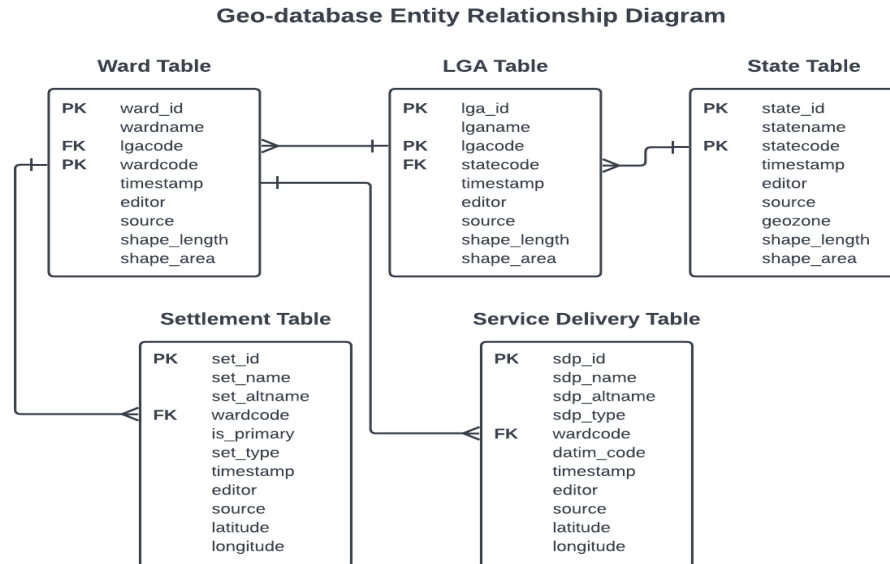 Geo-database Entity Relationship Diagram
Ward Table
PK ward_id
wardname
FK lgacode
PK wardcode
timestamp
editor
source
shape_length
shape_area
LGA Table
PK lga_id
lganame
PK lgacode
FK statecode
timestamp
editor
source
shape_length
shape_area
State Table
PK state_id
statename
PK statecode
timestamp
editor
source
geozone
shape_length
shape_area
Settlement Table
PK set_id
set_name
set_altname
FK wardcode
is_primary
set_type
timestamp
editor
source
latitude
longitude
Service Delivery Table
PK sdp_id
sdp_name
sdp_altname
sdp_type
FK wardcode
datim_code
timestamp
editor
source
latitude
longitude